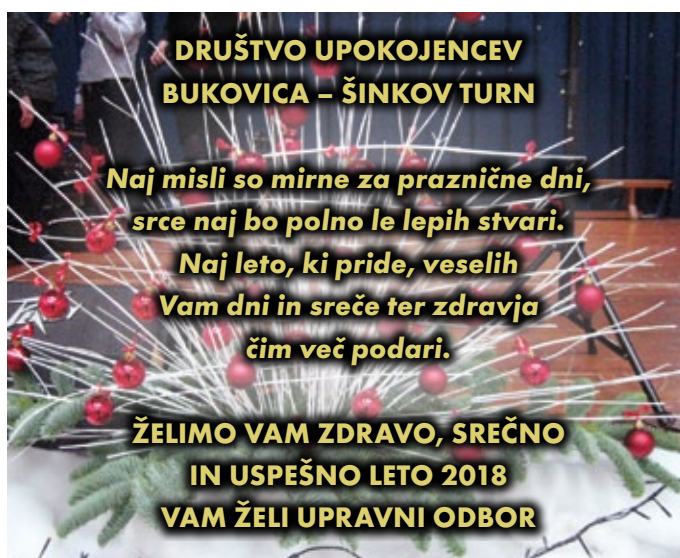 DRUŠTVO UPOKOJENCEV
BUKOVICA – ŠINKOV TURN
Naj misli so mirne za praznične dni,
srce naj bo polno le lepih stvari.
Naj leto, ki pride, veselih
Vam dni in sreče ter zdravja
čim več podari.
ŽELIMO VAM ZDRAVO, SREČNO
IN USPEŠNO LETO 2018
VAM ŽELI UPRAVNI ODBOR